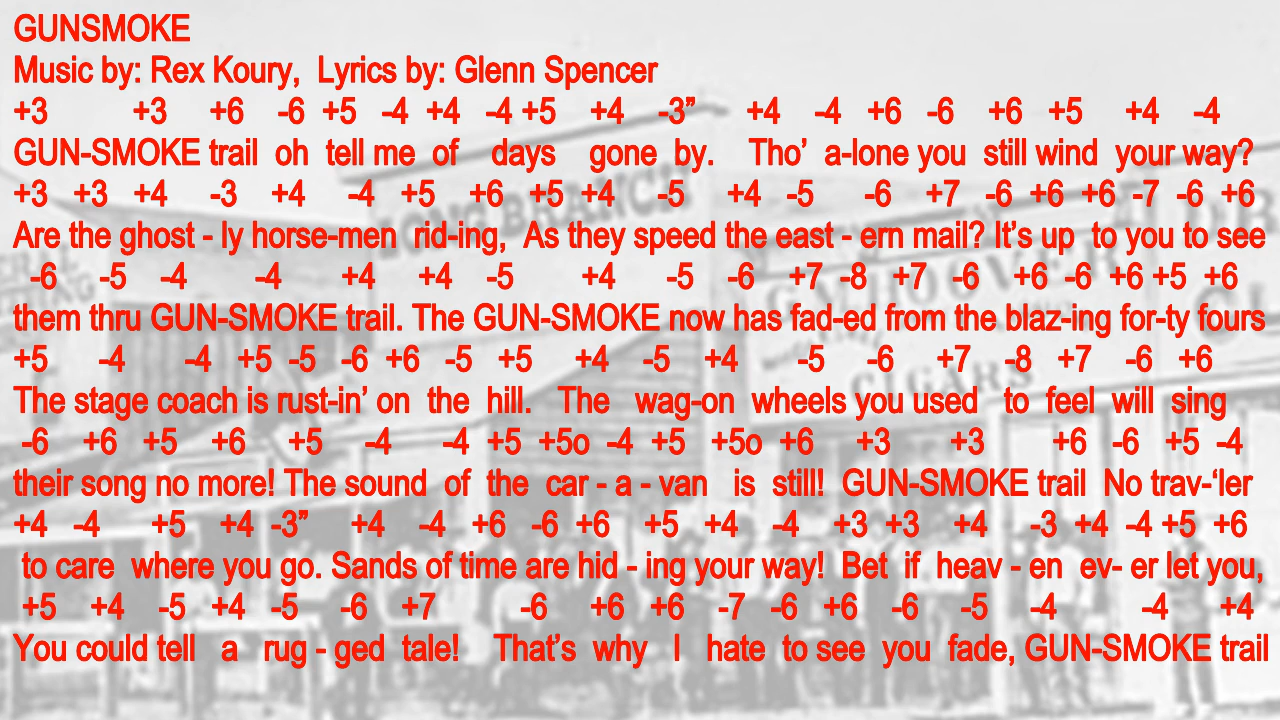 GUNSMOKE
Music by: Rex Koury, Lyrics by: Glenn Spencer
+3 +3 +6 -6 +5 -4 +4 -4 +5 +4 -3” +4 -4 +6 -6 +6 +5 +4 -4
GUN-SMOKE trail oh tell me of days gone by. Tho’ a-lone you still wind your way?
+3 +3 +4 -3 +4 -4 +5 +6 +5 +4 -5 +4 -5 -6 +7 -6 +6 +6 -7 -6 +6
Are the ghost - ly horse-men rid-ing, As they speed the east - ern mail? It’s up to you to see
-6 -5 -4 -4 +4 +4 -5 +4 -5 -6 +7 -8 +7 -6 +6 -6 +6 +5 +6
them thru GUN-SMOKE trail. The GUN-SMOKE now has fad-ed from the blaz-ing for-ty fours
+5 -4 -4 +5 -5 -6 +6 -5 +5 +4 -5 +4 -5 -6 +7 -8 +7 -6 +6
The stage coach is rust-in’ on the hill. The wag-on wheels you used to feel will sing
-6 +6 +5 +6 +5 -4 -4 +5 +5o -4 +5 +5o +6 +3 +3 +6 -6 +5 -4
their song no more! The sound of the car - a - van is still! GUN-SMOKE trail No trav-‘ler
+4 -4 +5 +4 -3” +4 -4 +6 -6 +6 +5 +4 -4 +3 +3 +4 -3 +4 -4 +5 +6
to care where you go. Sands of time are hid - ing your way! Bet if heav - en ev- er let you,
+5 +4 -5 +4 -5 -6 +7 -6 +6 +6 -7 -6 +6 -6 -5 -4 -4 +4
You could tell a rug - ged tale! That’s why I hate to see you fade, GUN-SMOKE trail
LONG BRANCH
CIGARS